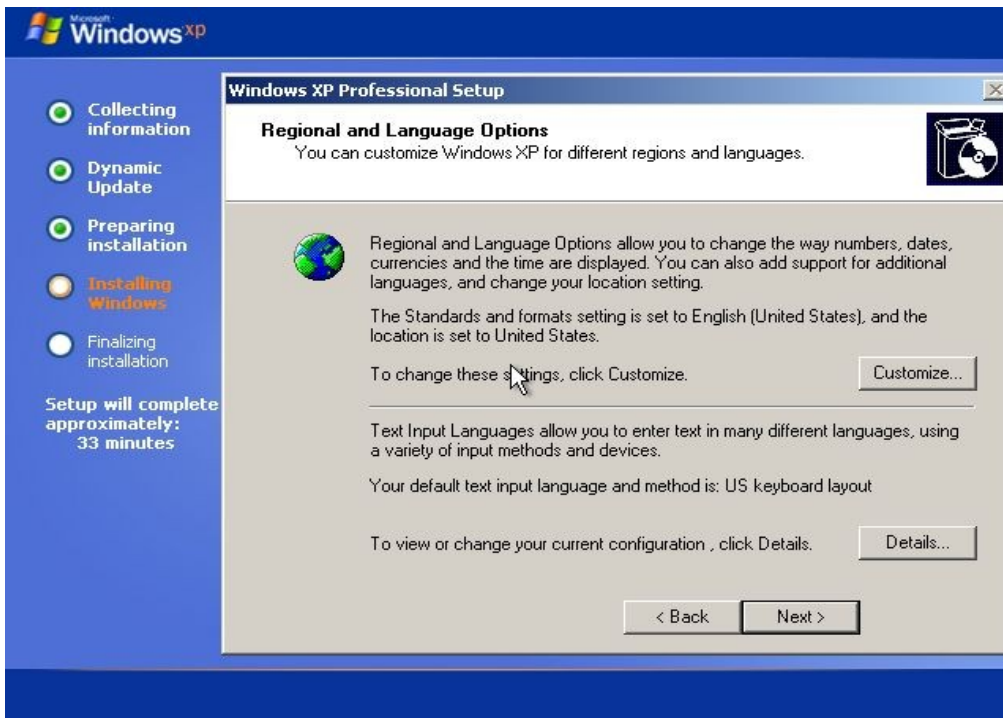 Microsoft
Windows xp
Collecting
information
Dynamic
Update
Preparing
installation
Installing
Windows
Finalizing
installation
Setup will complete
approximately:
33 minutes
Windows XP Professional Setup
Regional and Language Options
You can customize Windows XP for different regions and languages.
Regional and Language Options allow you to change the way numbers, dates,
currencies and the time are displayed. You can also add support for additional
languages, and change your location setting.
The Standards and formats setting is set to English (United States), and the
location is set to United States.
To change these settings, click Customize.
Customize...
Text Input Languages allow you to enter text in many different languages, using
a variety of input methods and devices.
Your default text input language and method is: US keyboard layout
To view or change your current configuration , click Details.
Details...
< Back
Next >